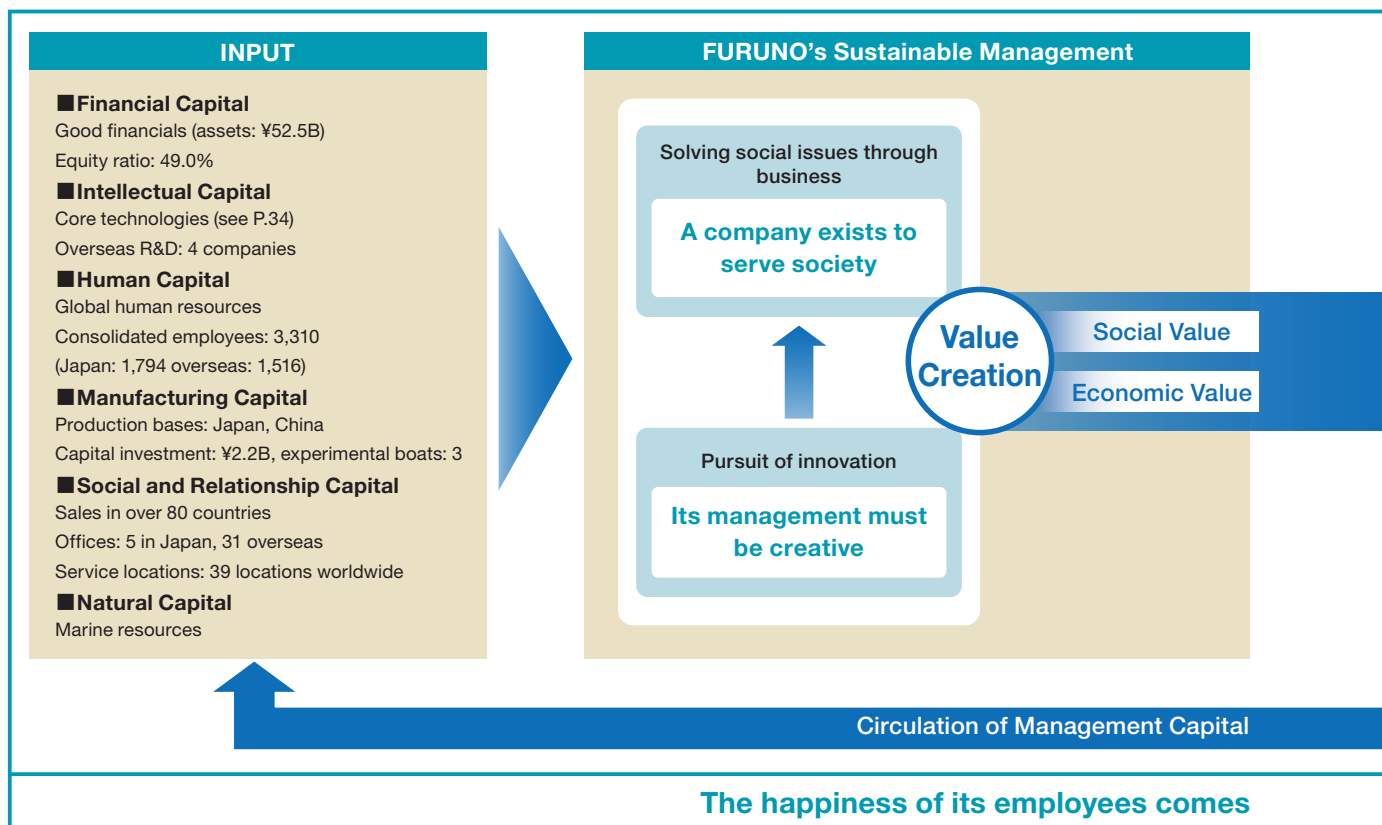 INPUT
■Financial Capital
Good financials (assets: ¥52.5B)
Equity ratio: 49.0%
■Intellectual Capital
Core technologies (see P.34)
Overseas R&D: 4 companies
■Human Capital
Global human resources
Consolidated employees: 3,310
(Japan: 1,794 overseas: 1,516)
■Manufacturing Capital
Production bases: Japan, China
Capital investment: ¥2.2B, experimental boats: 3
■Social and Relationship Capital
Sales in over 80 countries
Offices: 5 in Japan, 31 overseas
Service locations: 39 locations worldwide
■Natural Capital
Marine resources
FURUNO's Sustainable Management
Solving social issues through
business
A company exists to
serve society
Pursuit of innovation
Its management must
be creative
Value
Creation
Social Value
Economic Value
Circulation of Management Capital
The happiness of its employees comes